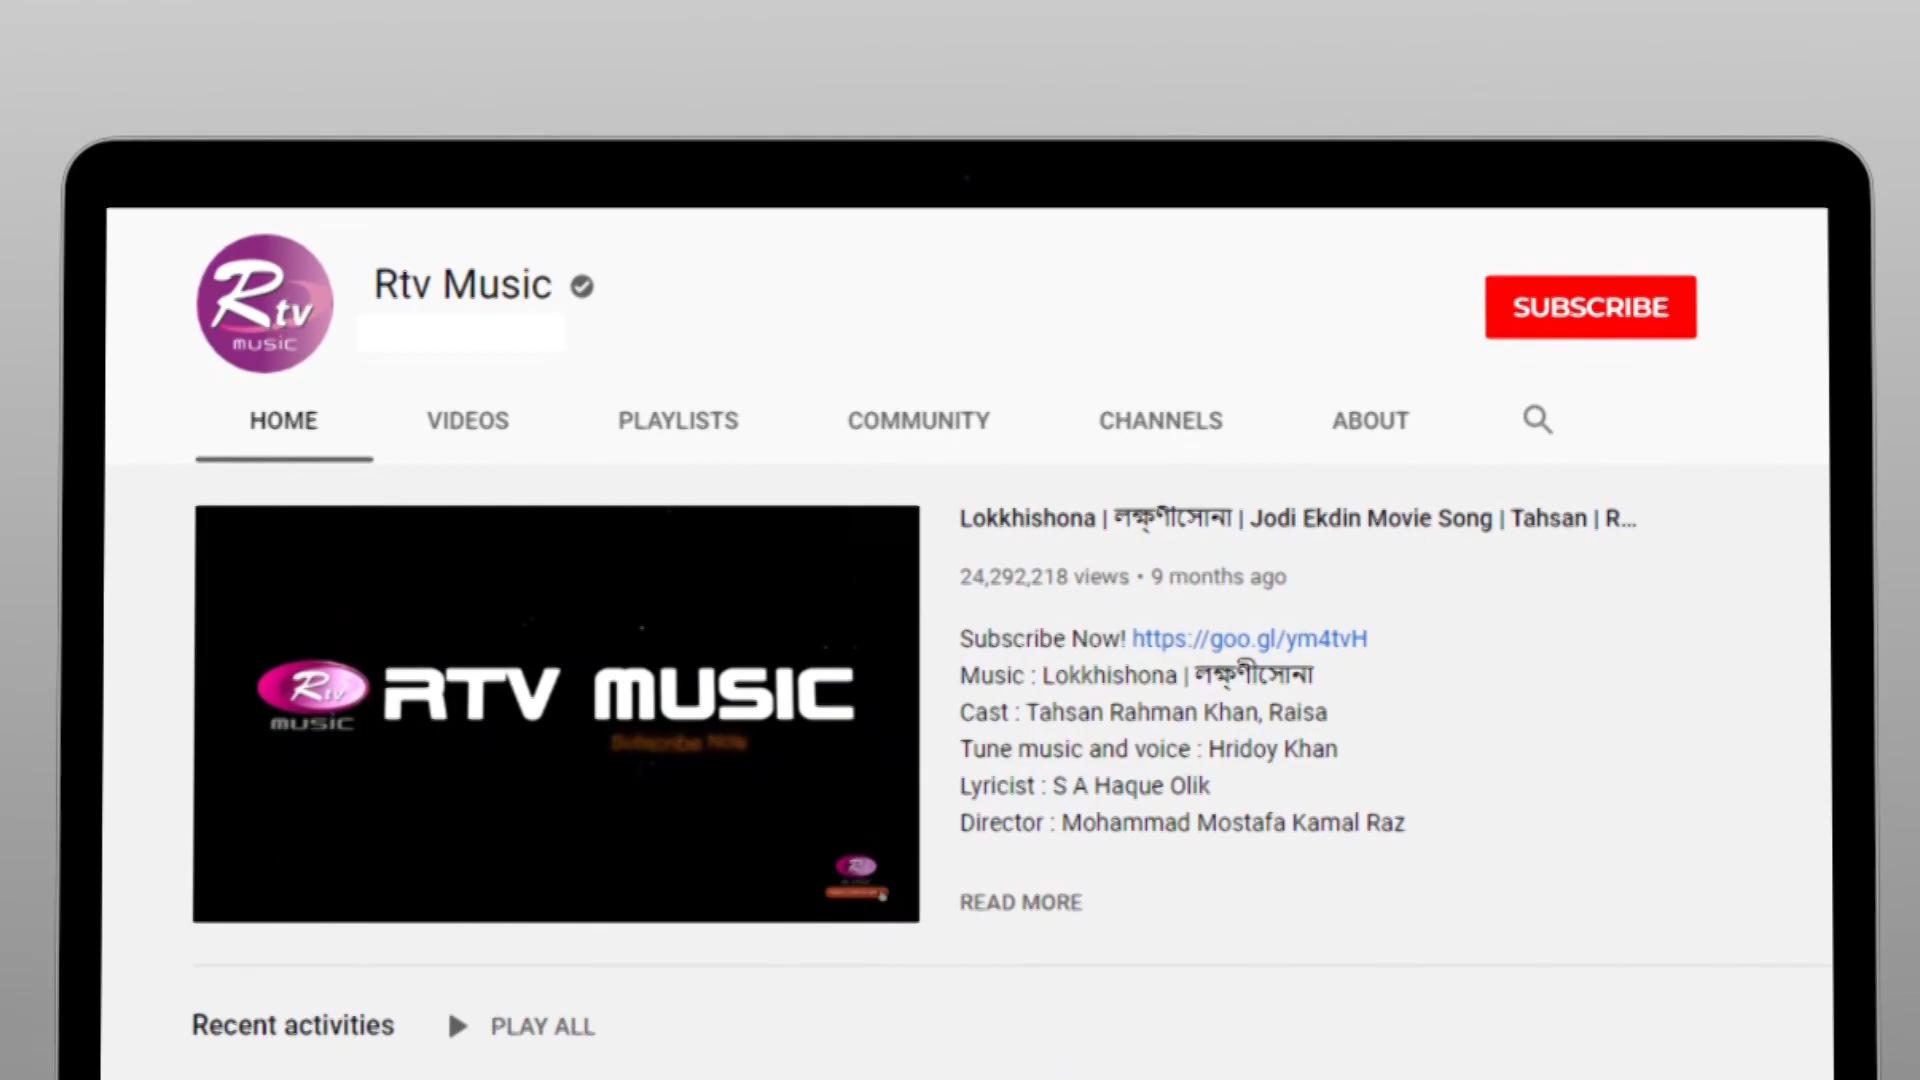 Rtv
MUSIC
Rtv Music
SUBSCRIBE
HOME
VIDEOS
PLAYLISTS
COMMUNITY
CHANNELS
ABOUT
Rtv
MUSIC
RTV MUSIC
Subscribe Now
Lokkhishona | লক্ষ্ণীসোনা | Jodi Ekdin Movie Song | Tahsan | R...
24,292,218 views • 9 months ago
Subscribe Now! https://goo.gl/ym4tvH
Music : Lokkhishona | লক্ষ্ণীসোনা
Cast : Tahsan Rahman Khan, Raisa
Tune music and voice : Hridoy Khan
Lyricist : S A Haque Olik
Director : Mohammad Mostafa Kamal Raz
READ MORE
Recent activities
PLAY ALL